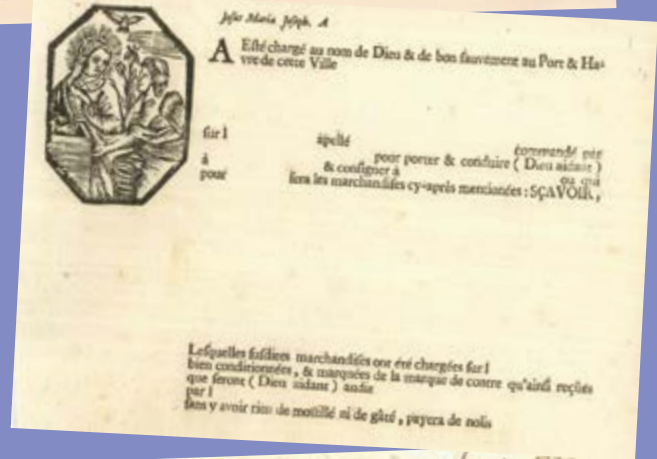 Jesus Maria Joseph, A
A Esté chargé au nom de Dieu & de bon sauvement au Port & Ha-
vre de cette Ville
sur l apellé commandé par
à pour porter & conduire ( Dieu aidant )
& consigner à ou qui
pour sera les marchandises cy-après mentionées : SÇAVOIR,
Lesquelles susdites marchandises ont été chargées sur l
bien conditionnées, & marquées de la marque de contre qu'ainsi reçûës
que seront ( Dieu aidant ) audit
par l
sans y avoir rien de moüillé ni de gâté, payera de nolis